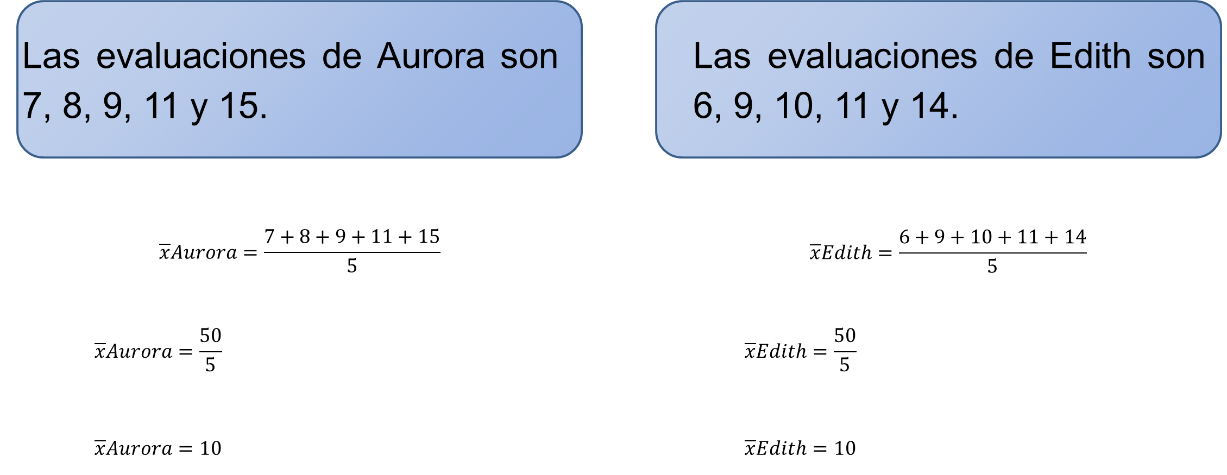 Las evaluaciones de Aurora son
7, 8, 9, 11 y 15.
Las evaluaciones de Edith son
6, 9, 10, 11 y 14.
x̅Aurora = (7 + 8 + 9 + 11 + 15)/5
x̅Edith = (6 + 9 + 10 + 11 + 14)/5
x̅Aurora = 50/5
x̅Edith = 50/5
x̅Aurora = 10
x̅Edith = 10